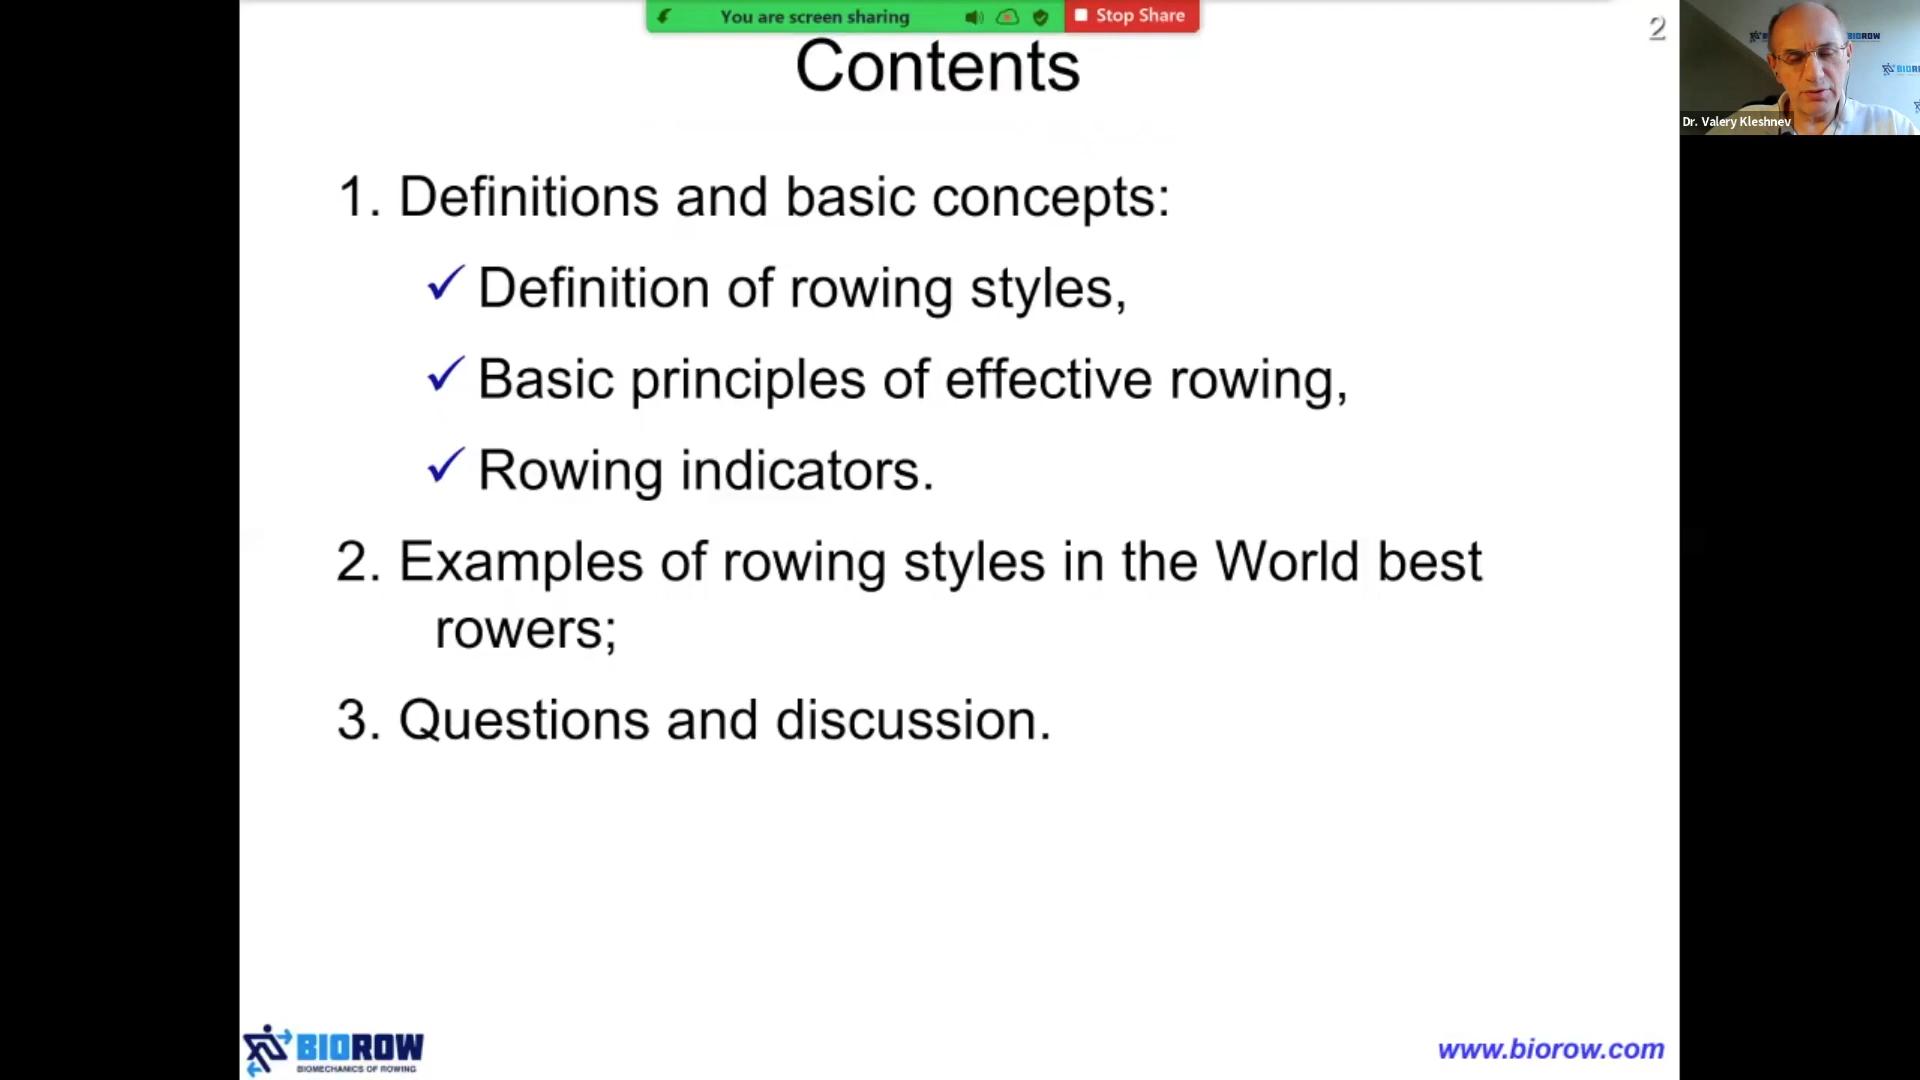 You are screen sharing
Stop Share
2
BIOROW
Dr. Valery Kleshnev
Contents
1. Definitions and basic concepts:
✓ Definition of rowing styles,
✓ Basic principles of effective rowing,
✓ Rowing indicators.
2. Examples of rowing styles in the World best
rowers;
3. Questions and discussion.
BIOROW
BIOMECHANICS OF ROWING
www.biorow.com